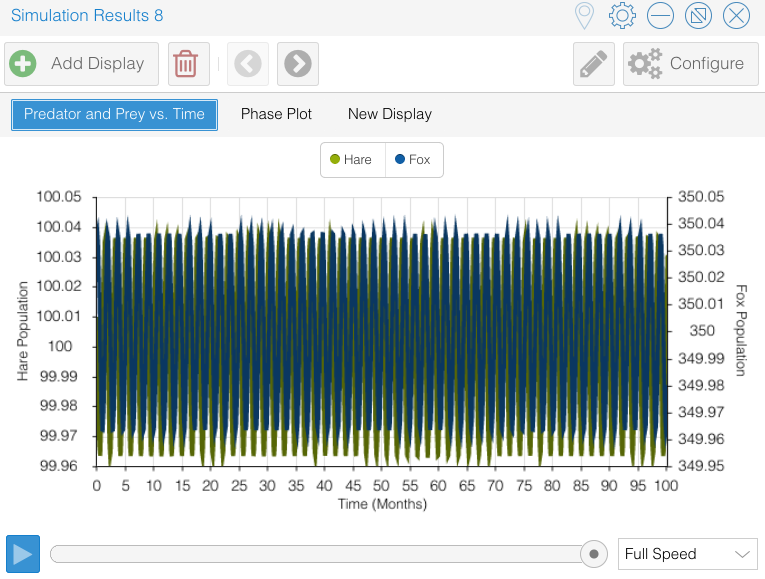 Simulation Results 8
Add Display
Configure
Predator and Prey vs. Time Phase Plot New Display
Hare Fox
100.05
100.04
100.03
100.02
100.01
100
99.99
99.98
99.97
99.96
Hare Population
350.05
350.04
350.03
350.02
350.01
350
349.99
349.98
349.97
349.96
349.95
Fox Population
0 5 10 15 20 25 30 35 40 45 50 55 60 65 70 75 80 85 90 95 100
Time (Months)
Full Speed